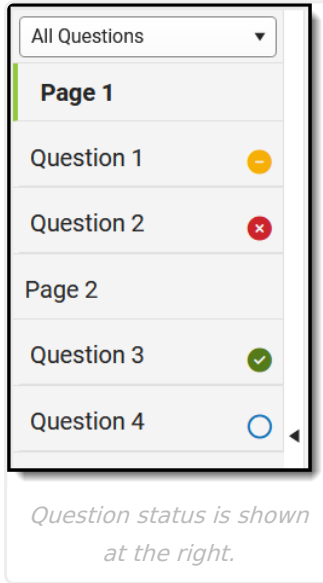 All Questions
Page 1
Question 1
Question 2
Page 2
Question 3
Question 4
Question status is shown
at the right.